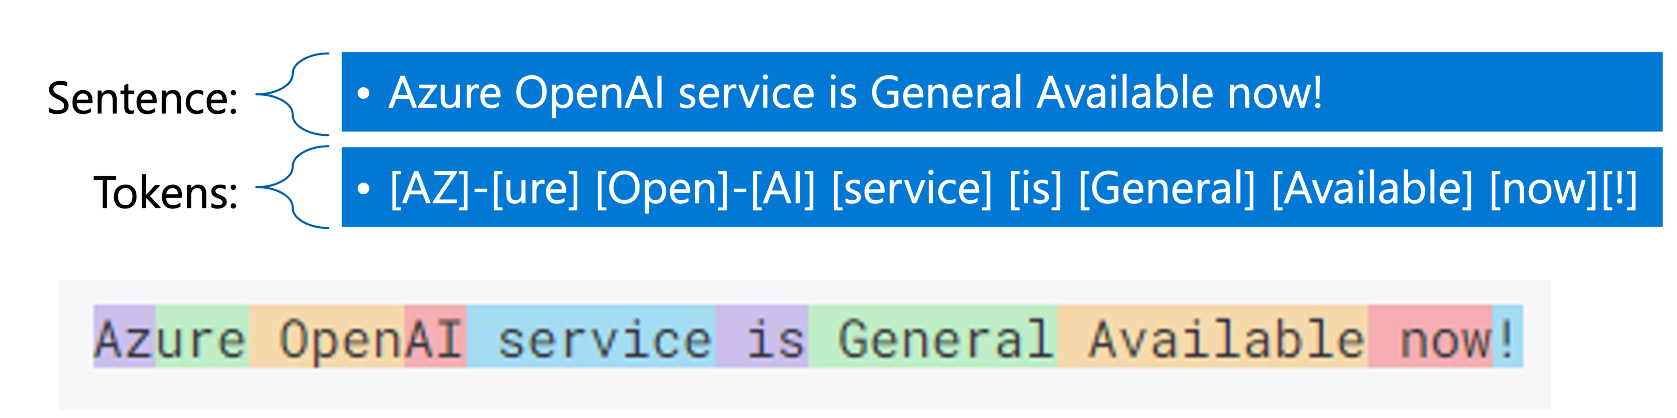 Sentence:
• Azure OpenAI service is General Available now!
Tokens:
• [AZ]-[ure] [Open]-[AI] [service] [is] [General] [Available] [now][!]
Azure OpenAI service is General Available now!